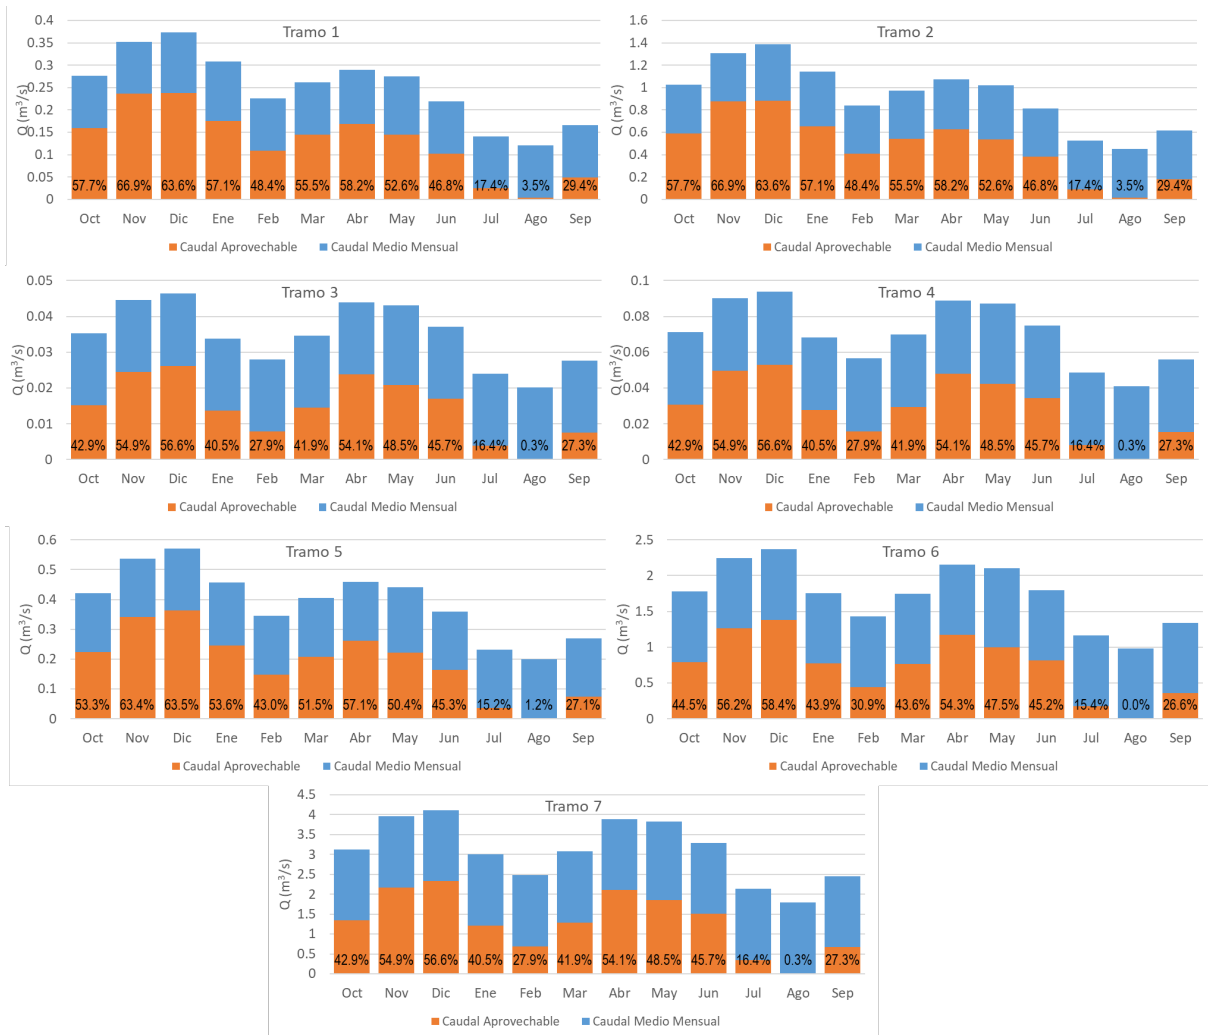 Tramo 1
Q (m³/s)
0.4
0.35
0.3
0.25
0.2
0.15
0.1
0.05
0
57.7% 66.9% 63.6% 57.1% 48.4% 55.5% 58.2% 52.6% 46.8% 17.4% 3.5% 29.4%
Oct Nov Dic Ene Feb Mar Abr May Jun Jul Ago Sep
Caudal Aprovechable Caudal Medio Mensual
Tramo 2
Q (m³/s)
1.6
1.4
1.2
1
0.8
0.6
0.4
0.2
0
57.7% 66.9% 63.6% 57.1% 48.4% 55.5% 58.2% 52.6% 46.8% 17.4% 3.5% 29.4%
Oct Nov Dic Ene Feb Mar Abr May Jun Jul Ago Sep
Caudal Aprovechable Caudal Medio Mensual
Tramo 3
Q (m³/s)
0.05
0.04
0.03
0.02
0.01
0
42.9% 54.9% 56.6% 40.5% 27.9% 41.9% 54.1% 48.5% 45.7% 16.4% 0.3% 27.3%
Oct Nov Dic Ene Feb Mar Abr May Jun Jul Ago Sep
Caudal Aprovechable Caudal Medio Mensual
Tramo 4
Q (m³/s)
0.1
0.08
0.06
0.04
0.02
0
42.9% 54.9% 56.6% 40.5% 27.9% 41.9% 54.1% 48.5% 45.7% 16.4% 0.3% 27.3%
Oct Nov Dic Ene Feb Mar Abr May Jun Jul Ago Sep
Caudal Aprovechable Caudal Medio Mensual
Tramo 5
Q (m³/s)
0.6
0.5
0.4
0.3
0.2
0.1
0
53.3% 63.4% 63.5% 53.6% 43.0% 51.5% 57.1% 50.4% 45.3% 15.2% 1.2% 27.1%
Oct Nov Dic Ene Feb Mar Abr May Jun Jul Ago Sep
Caudal Aprovechable Caudal Medio Mensual
Tramo 6
Q (m³/s)
2.5
2
1.5
1
0.5
0
44.5% 56.2% 58.4% 43.9% 30.9% 43.6% 54.3% 47.5% 45.2% 15.4% 0.0% 26.6%
Oct Nov Dic Ene Feb Mar Abr May Jun Jul Ago Sep
Caudal Aprovechable Caudal Medio Mensual
Tramo 7
Q (m³/s)
4.5
4
3.5
3
2.5
2
1.5
1
0.5
0
42.9% 54.9% 56.6% 40.5% 27.9% 41.9% 54.1% 48.5% 45.7% 16.4% 0.3% 27.3%
Oct Nov Dic Ene Feb Mar Abr May Jun Jul Ago Sep
Caudal Aprovechable Caudal Medio Mensual